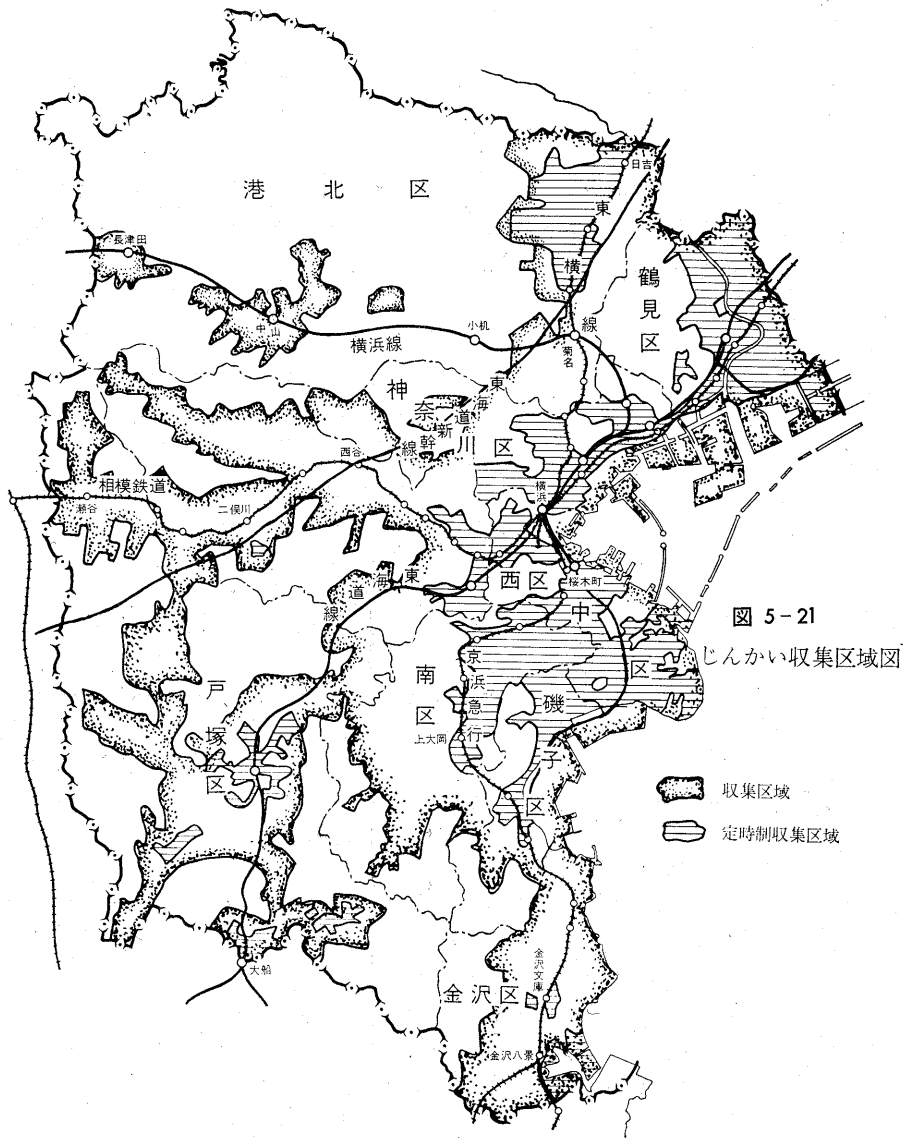 港北区
日吉
東
横
線
鶴見区
長津田
中山
小机
横浜線
菊名
神奈川区
東海道新幹線
西谷
相模鉄道
瀬谷
二俣川
横浜
西区
桜木町
東海道線
中区
図 5-21
じんかい収集区域図
南区
京浜急行
磯子区
戸塚区
上大岡
収集区域
定時制収集区域
大船
金沢文庫
金沢区
金沢八景